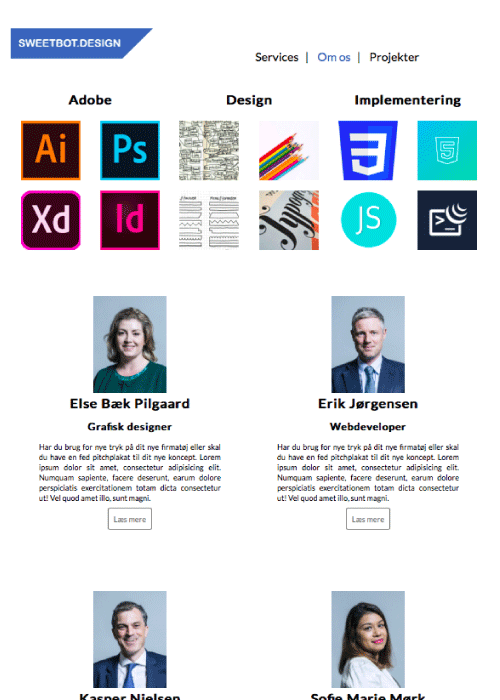 SWEETBOT.DESIGN
Services | Om os | Projekter
Adobe Design Implementering
Ai Ps 3 5
Xd Id JS
Else Bæk Pilgaard
Grafisk designer
Har du brug for nye tryk på dit nye firmatøj eller skal
du have en fed pitchplakat til dit nye koncept. Lorem
ipsum dolor sit amet, consectetur adipisicing elit.
Numquam sapiente, facere deserunt, earum dolore
perspiciatis exercitationem totam dicta consectetur
ut! Vel quod amet illo, sunt magni.
Læs mere
Erik Jørgensen
Webdeveloper
Har du brug for nye tryk på dit nye firmatøj eller skal
du have en fed pitchplakat til dit nye koncept. Lorem
ipsum dolor sit amet, consectetur adipisicing elit.
Numquam sapiente, facere deserunt, earum dolore
perspiciatis exercitationem totam dicta consectetur
ut! Vel quod amet illo, sunt magni.
Læs mere
Kasper Nielsen
Sofie Marie Mørk